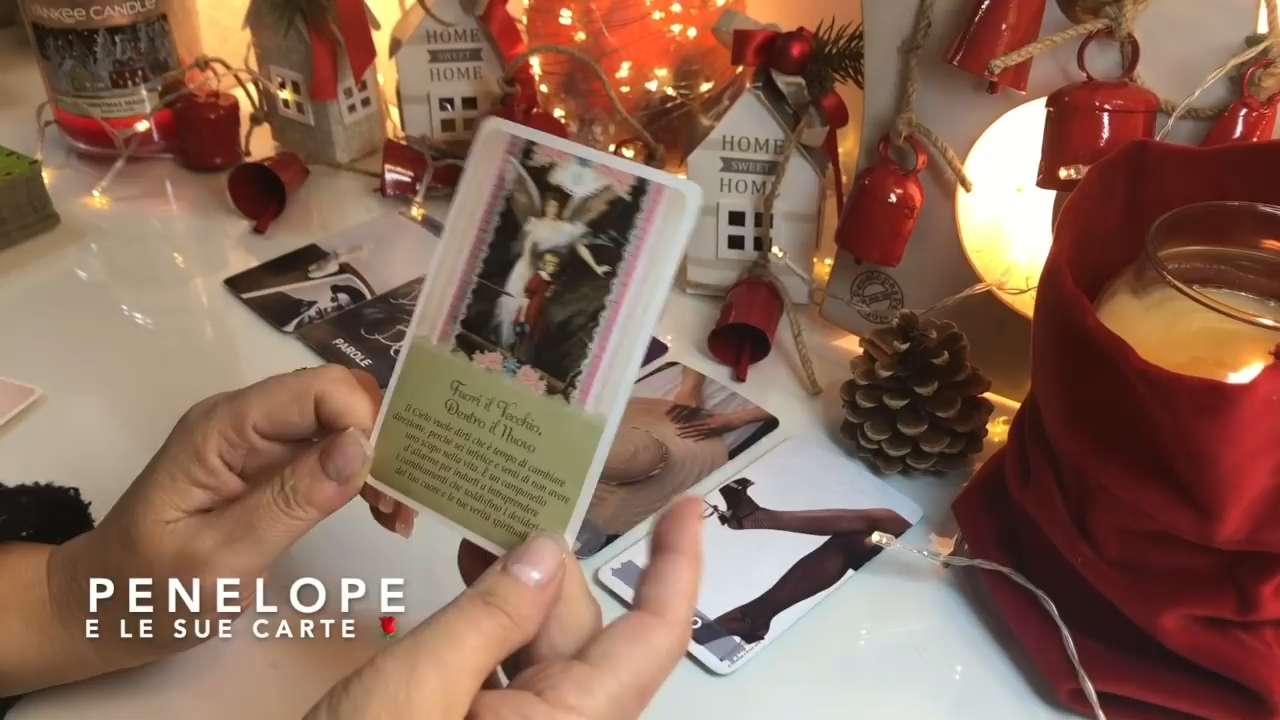 YANKEE CANDLE
CHRISTMAS MAGIC
HOME
SWEET
HOME
HOME
SWEET
HOME
PAROLE
Fuori il Vecchio,
Dentro il Nuovo
Il Cielo vuole dirti che è tempo di cambiare
direzione, perché sei infelice e senti di non avere
uno scopo nella vita. È un campanello
d'allarme per indurti a intraprendere
i cambiamenti che soddisfino i desideri
del tuo cuore e le tue verità spirituali.
PENELOPE
E LE SUE CARTE